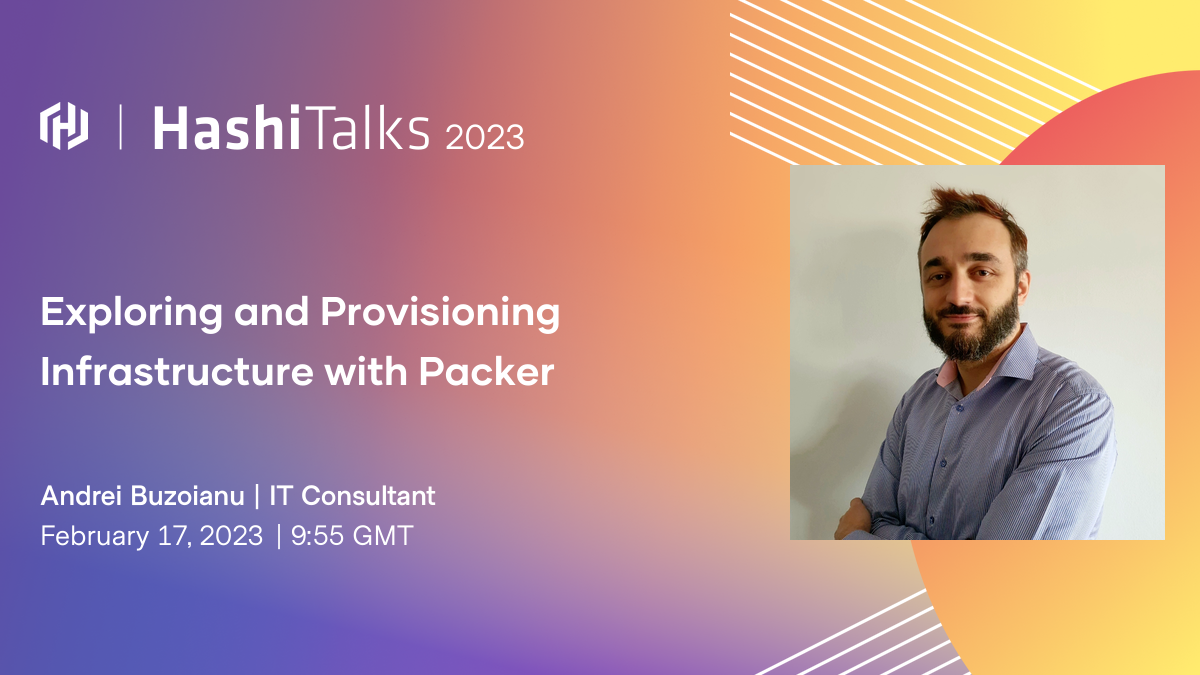 HashiTalks 2023
Exploring and Provisioning
Infrastructure with Packer
Andrei Buzoianu | IT Consultant
February 17, 2023 | 9:55 GMT